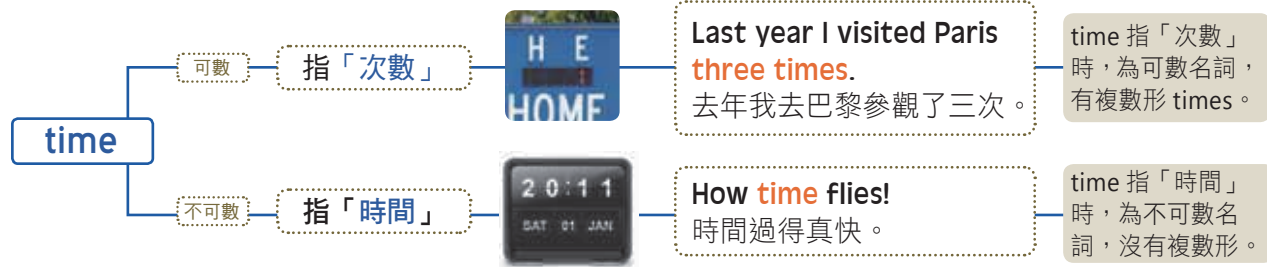 time
可數
指「次數」
H E
HOME
Last year I visited Paris
three times.
去年我去巴黎參觀了三次。
time 指「次數」
時，為可數名詞，
有複數形 times。
不可數
指「時間」
20:11
SAT 01 JAN
How time flies!
時間過得真快。
time 指「時間」
時，為不可數名
詞，沒有複數形。